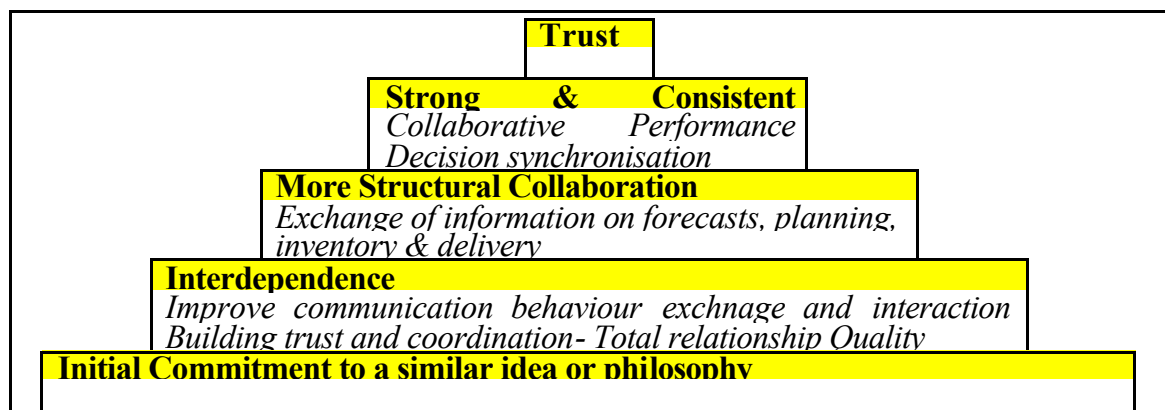 Trust
Strong & Consistent
Collaborative Performance
Decision synchronisation
More Structural Collaboration
Exchange of information on forecasts, planning,
inventory & delivery
Interdependence
Improve communication behaviour exchnage and interaction
Building trust and coordination- Total relationship Quality
Initial Commitment to a similar idea or philosophy